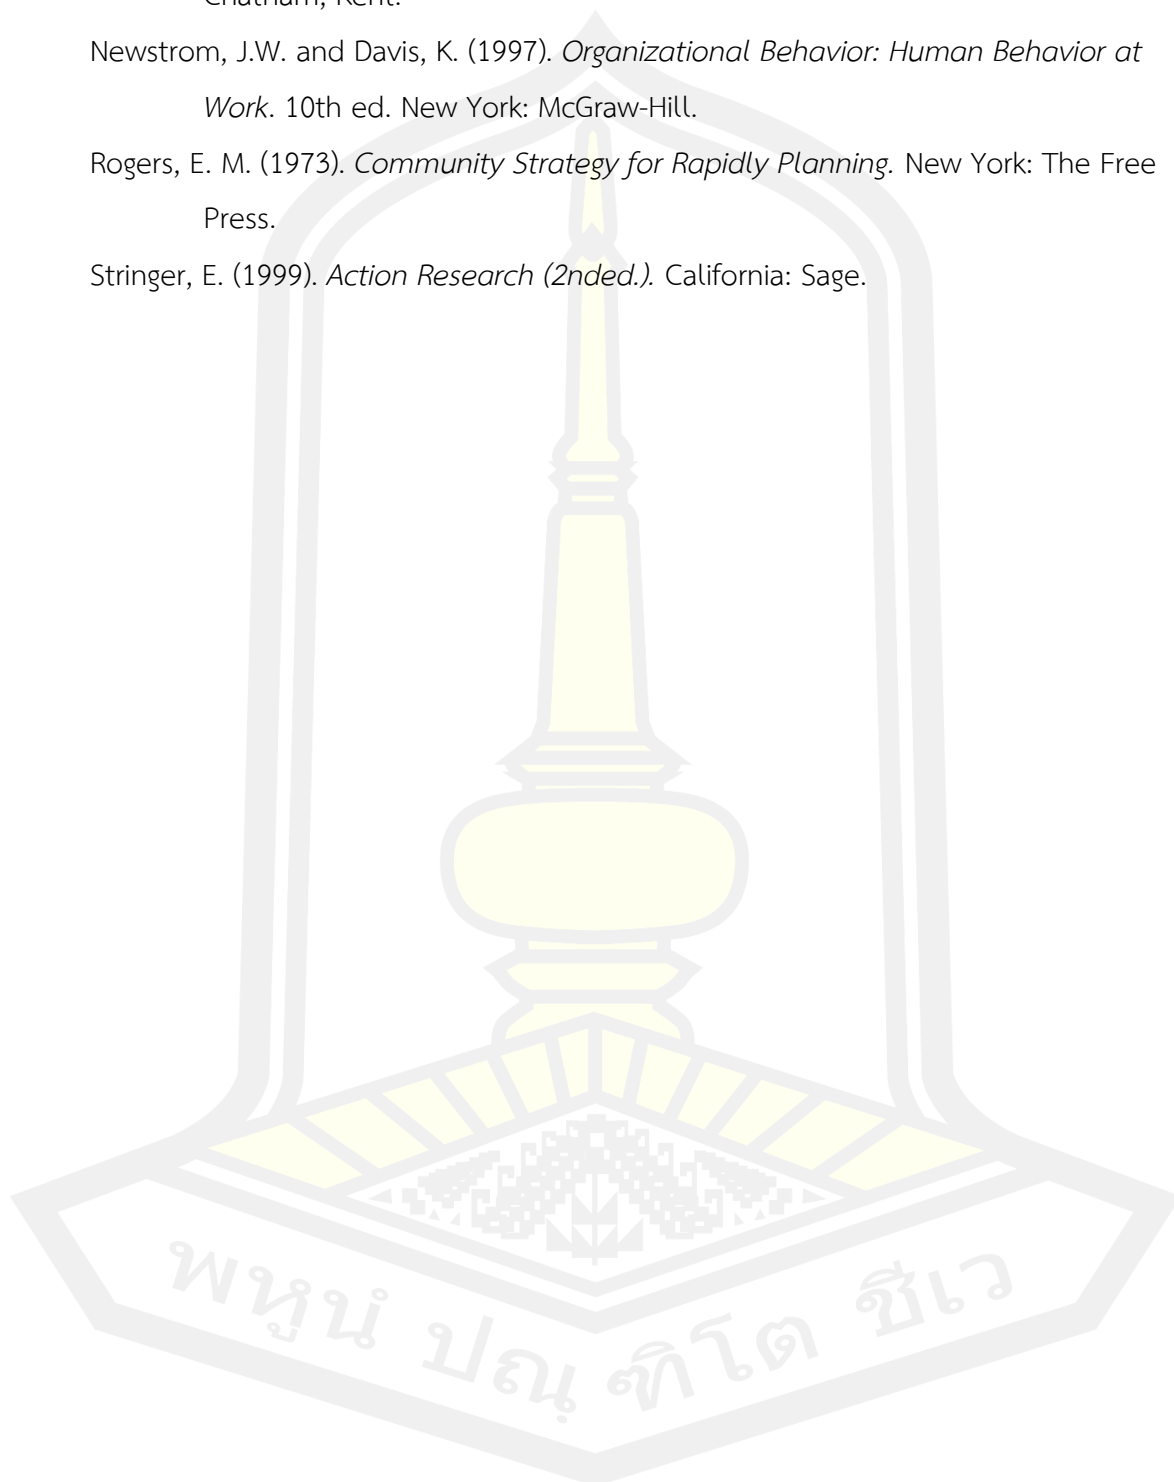 Chatham, Kent.
Newstrom, J.W. and Davis, K. (1997). Organizational Behavior: Human Behavior at
Work. 10th ed. New York: McGraw-Hill.
Rogers, E. M. (1973). Community Strategy for Rapidly Planning. New York: The Free
Press.
Stringer, E. (1999). Action Research (2nded.). California: Sage.
พหูนํ ปณฺฑิโต ชีเว